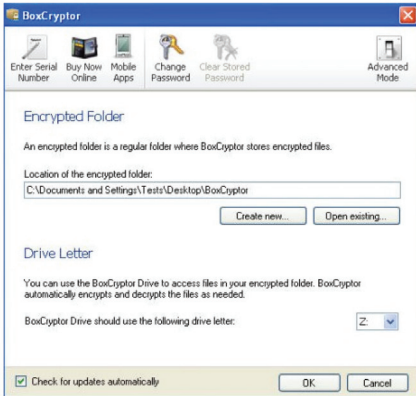 BoxCryptor
Enter Serial Number
Buy Now Online
Mobile Apps
Change Password
Clear Stored Password
Advanced Mode
Encrypted Folder
An encrypted folder is a regular folder where BoxCryptor stores encrypted files.
Location of the encrypted folder:
C:\Documents and Settings\Tests\Desktop\BoxCryptor
Create new...
Open existing...
Drive Letter
You can use the BoxCryptor Drive to access files in your encrypted folder. BoxCryptor
automatically encrypts and decrypts the files as needed.
BoxCryptor Drive should use the following drive letter:
Z:
Check for updates automatically
OK
Cancel